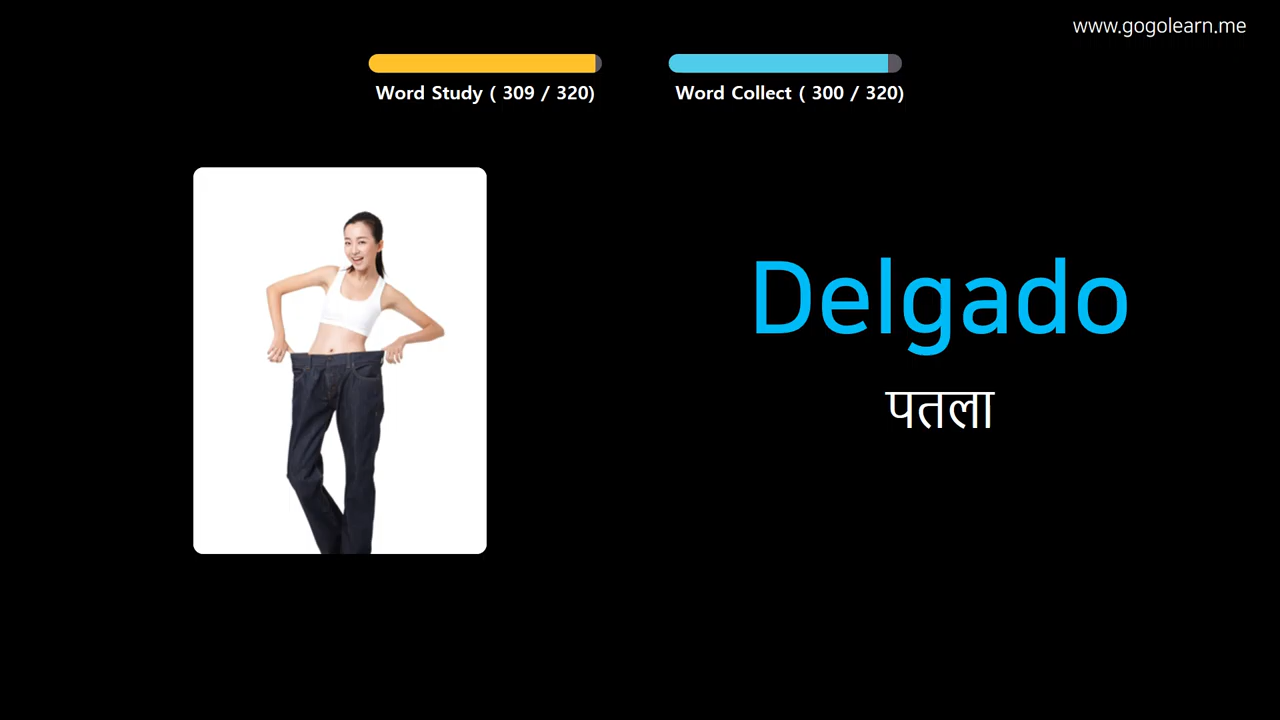 www.gogolearn.me
Word Study ( 309 / 320)
Word Collect ( 300 / 320)
Delgado
पतला